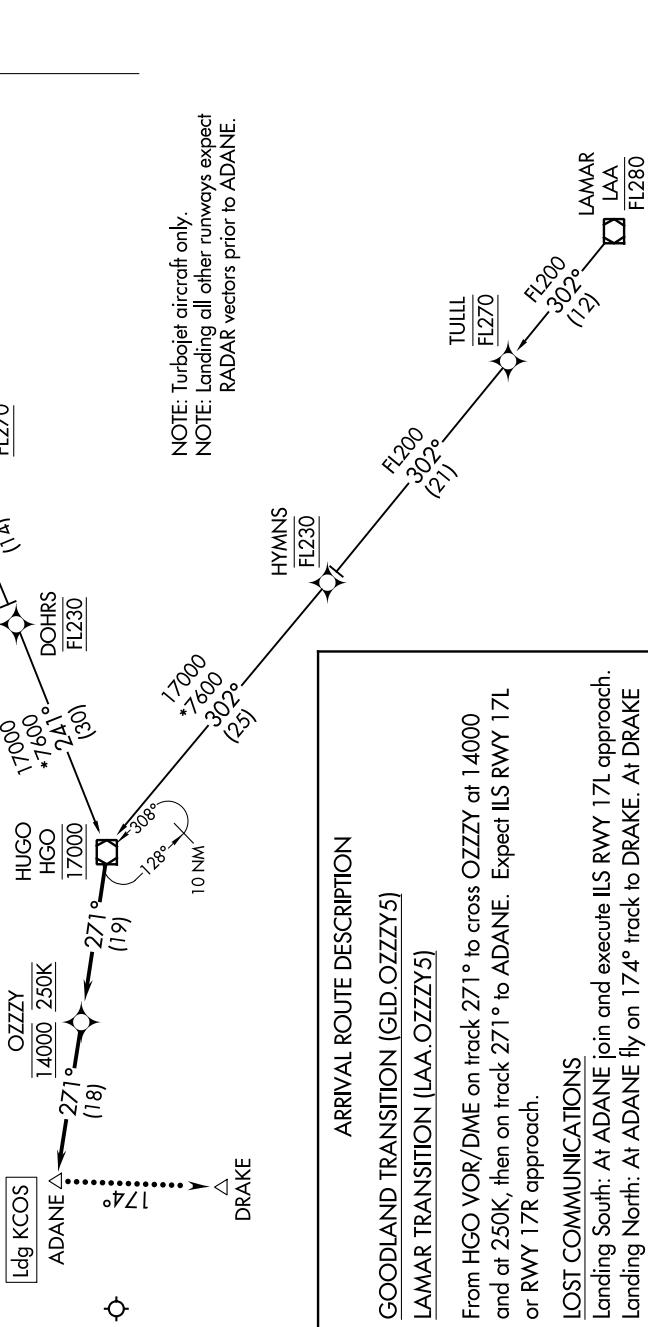 FL270
(14)
DOHRS
FL230
17000
*7600
241°
(30)
HUGO
HGO
17000
308°
128°
10 NM
271°
(19)
OZZZY
14000 250K
271°
(18)
Ldg KCOS
ADANE
174°
DRAKE
NOTE: Turbojet aircraft only.
NOTE: Landing all other runways expect
RADAR vectors prior to ADANE.
LAMAR
LAA
FL280
FL200
302°
(12)
TULLL
FL270
FL200
302°
(21)
HYMNS
FL230
17000
*7600
302°
(25)
ARRIVAL ROUTE DESCRIPTION
GOODLAND TRANSITION (GLD.OZZZY5)
LAMAR TRANSITION (LAA.OZZZY5)
From HGO VOR/DME on track 271° to cross OZZZY at 14000
and at 250K, then on track 271° to ADANE. Expect ILS RWY 17L
or RWY 17R approach.
LOST COMMUNICATIONS
Landing South: At ADANE join and execute ILS RWY 17L approach.
Landing North: At ADANE fly on 174° track to DRAKE. At DRAKE